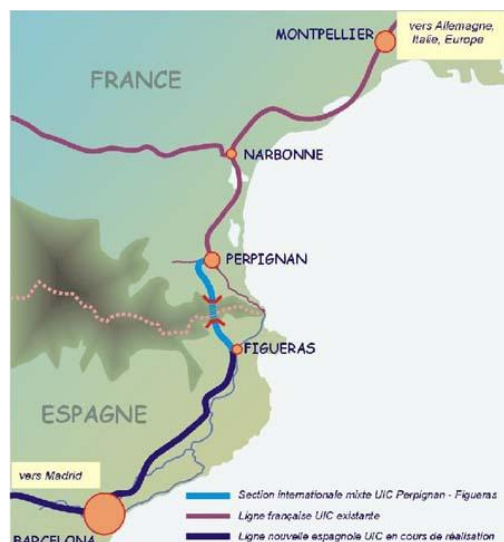 vers Allemagne,
Italie, Europe
MONTPELLIER
FRANCE
NARBONNE
PERPIGNAN
FIGUERAS
ESPAGNE
vers Madrid
BARCELONA
Section internationale mixte UIC Perpignan - Figueras
Ligne française UIC existante
Ligne nouvelle espagnole UIC en cours de réalisation